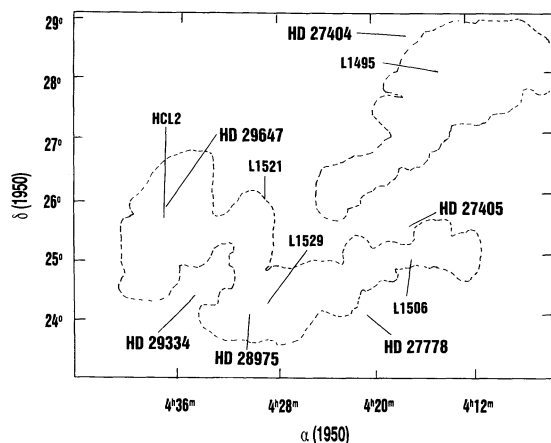 29°
HD 27404
L1495
28°
27°
HCL2
HD 29647
L1521
26°
HD 27405
δ (1950)
L1529
25°
L1506
24°
HD 29334
HD 28975
HD 27778
4ʰ36ᵐ
4ʰ28ᵐ
4ʰ20ᵐ
4ʰ12ᵐ
α (1950)